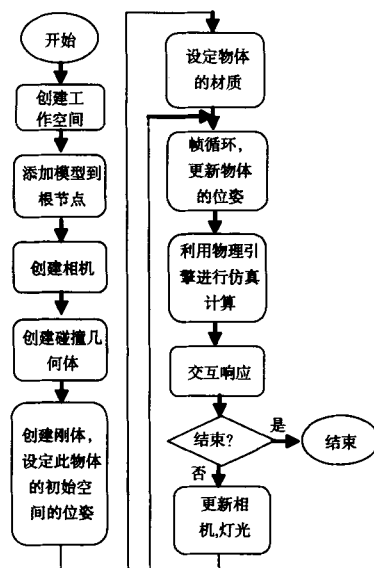 开始
创建工
作空间
添加模型到
根节点
创建相机
创建碰撞几
何体
创建刚体,
设定此物体
的初始空
间的位姿
设定物体
的材质
帧循环,
更新物体
的位姿
利用物理引
擎进行仿真
计算
交互响应
结束?
是
结束
否
更新相
机,灯光